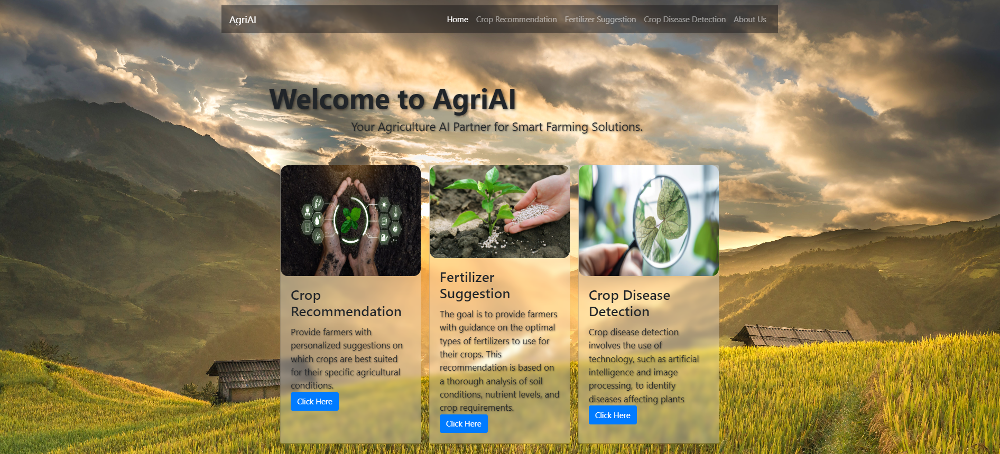 AgriAI
Home Crop Recommendation Fertilizer Suggestion Crop Disease Detection About Us
Welcome to AgriAI
Your Agriculture AI Partner for Smart Farming Solutions.
Crop
Recommendation
Provide farmers with
personalized suggestions on
which crops are best suited
for their specific agricultural
conditions.
Click Here
Fertilizer
Suggestion
The goal is to provide farmers
with guidance on the optimal
types of fertilizers to use for
their crops. This
recommendation is based on
a thorough analysis of soil
conditions, nutrient levels, and
crop requirements.
Click Here
Crop Disease
Detection
Crop disease detection
involves the use of
technology, such as artificial
intelligence and image
processing, to identify
diseases affecting plants
Click Here